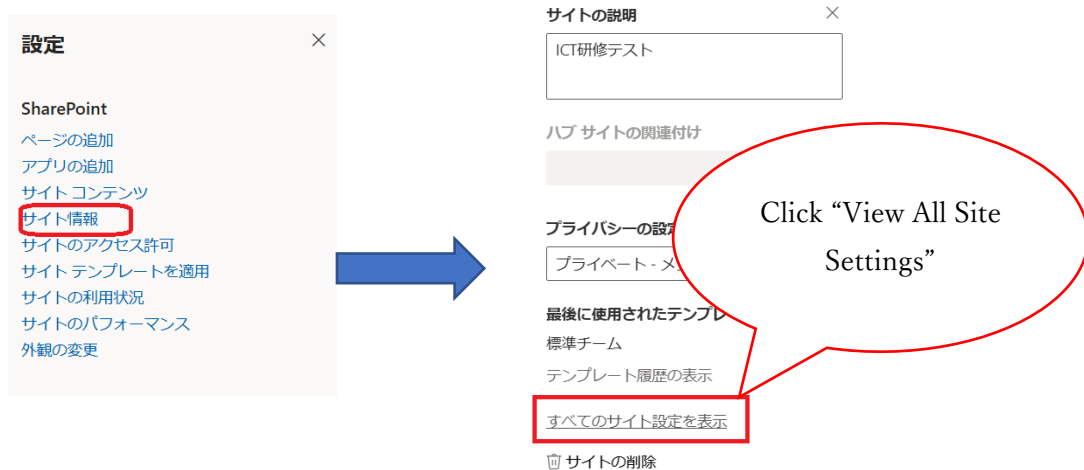 設定
SharePoint
ページの追加
アプリの追加
サイト コンテンツ
サイト情報
サイトのアクセス許可
サイト テンプレートを適用
サイトの利用状況
サイトのパフォーマンス
外観の変更
サイトの説明
ICT研修テスト
ハブ サイトの関連付け
プライバシーの設定
プライベート - メ
最後に使用されたテンプレ
標準チーム
テンプレート履歴の表示
すべてのサイト設定を表示
サイトの削除
Click “View All Site
Settings”